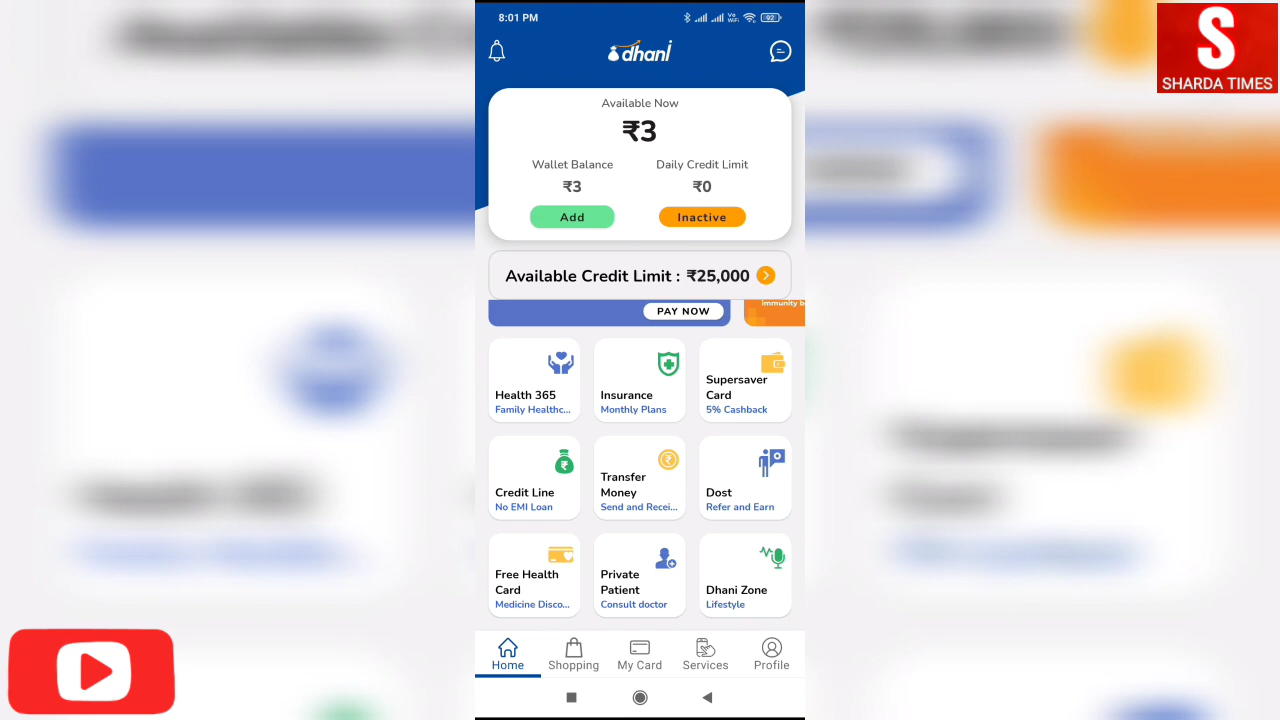 8:01 PM
Vo
WiFi
92
S
SHARDA TIMES
dhani
Available Now
₹3
Wallet Balance
Daily Credit Limit
₹3
₹0
Add
Inactive
Available Credit Limit : ₹25,000
PAY NOW
Health 365
Family Healthc...
Insurance
Monthly Plans
Supersaver
Card
5% Cashback
Credit Line
No EMI Loan
Transfer
Money
Send and Recei...
Dost
Refer and Earn
Free Health
Card
Medicine Disco...
Private
Patient
Consult doctor
Dhani Zone
Lifestyle
Home
Shopping
My Card
Services
Profile